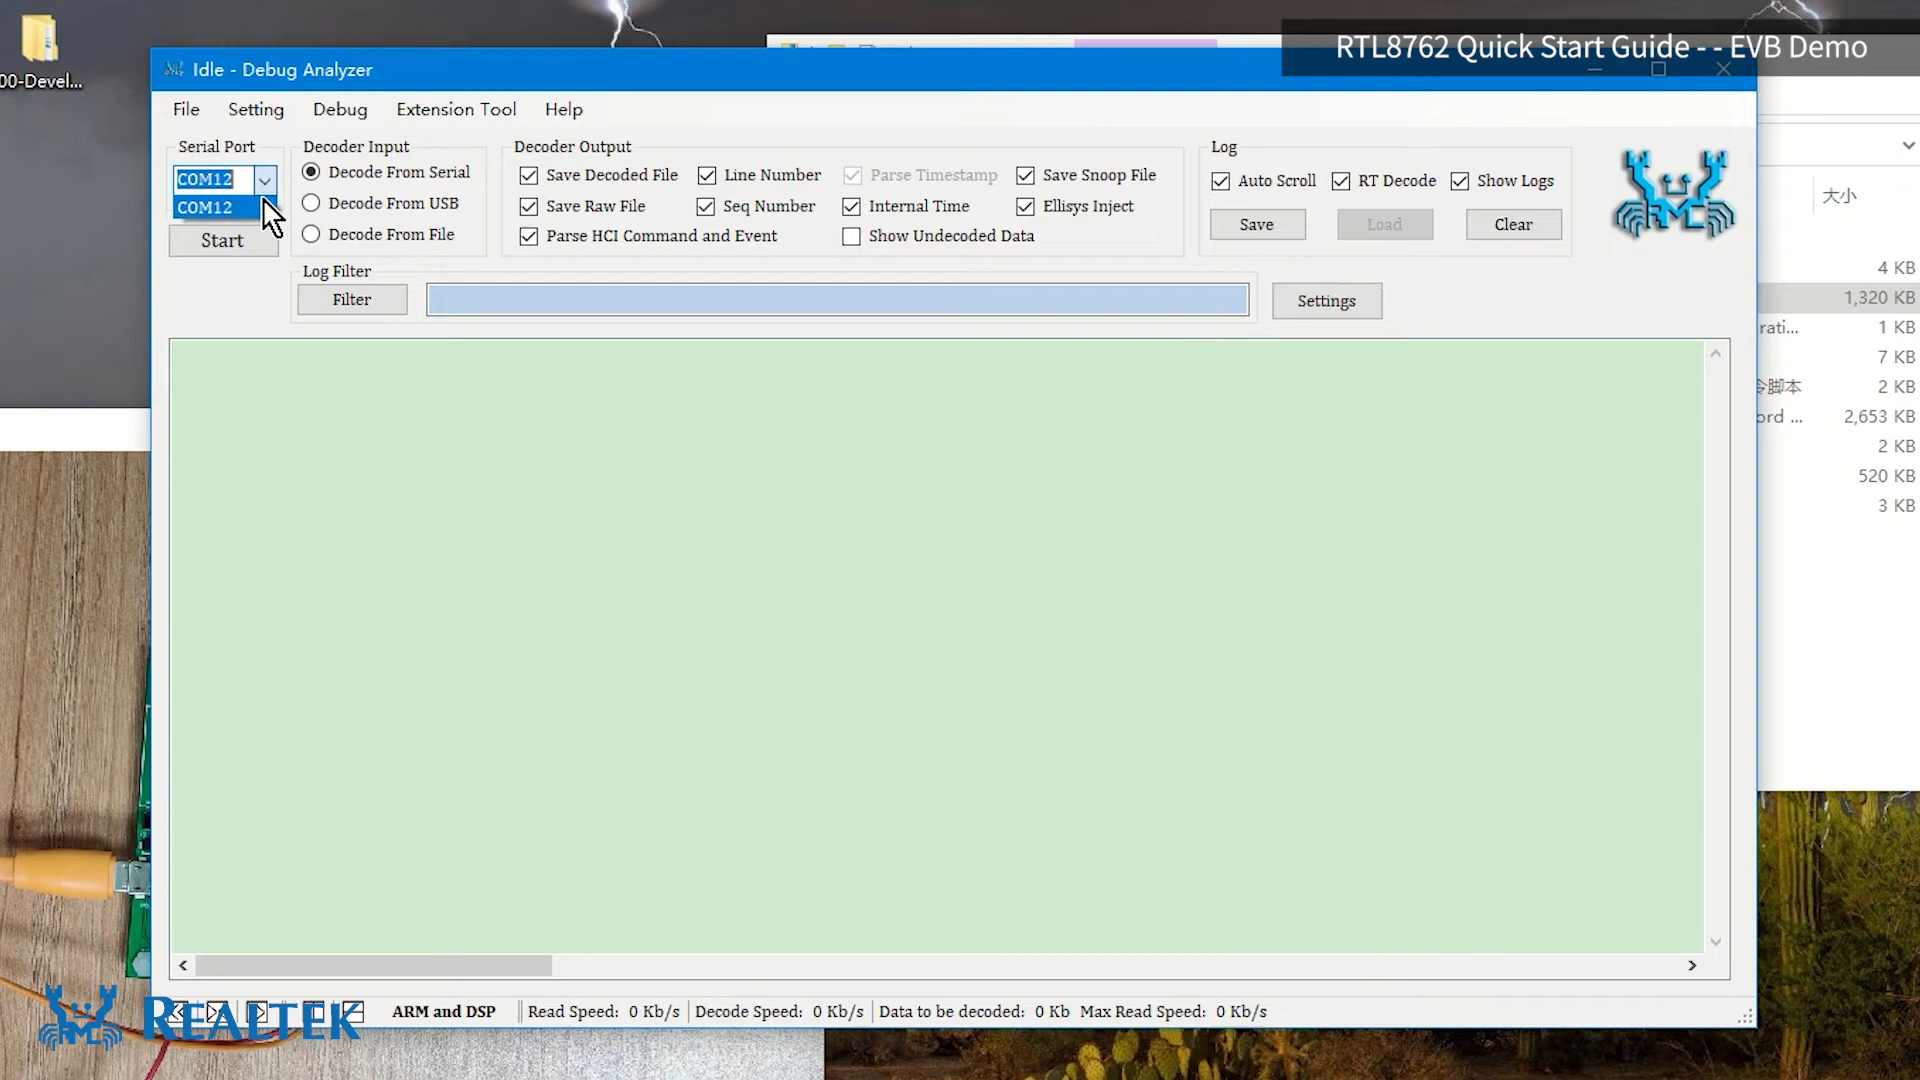 RTL8762 Quick Start Guide - - EVB Demo
00-Devel...
Idle - Debug Analyzer
File Setting Debug Extension Tool Help
Serial Port
COM12
COM12
Start
Decoder Input
Decode From Serial
Decode From USB
Decode From File
Decoder Output
Save Decoded File Line Number Parse Timestamp Save Snoop File
Save Raw File Seq Number Internal Time Ellisys Inject
Parse HCI Command and Event Show Undecoded Data
Log
Auto Scroll RT Decode Show Logs
Save Load Clear
Log Filter
Filter
Settings
大小
4 KB
1,320 KB
rati... 1 KB
7 KB
令脚本 2 KB
ord ... 2,653 KB
2 KB
520 KB
3 KB
ARM and DSP Read Speed: 0 Kb/s Decode Speed: 0 Kb/s Data to be decoded: 0 Kb Max Read Speed: 0 Kb/s
REALTEK